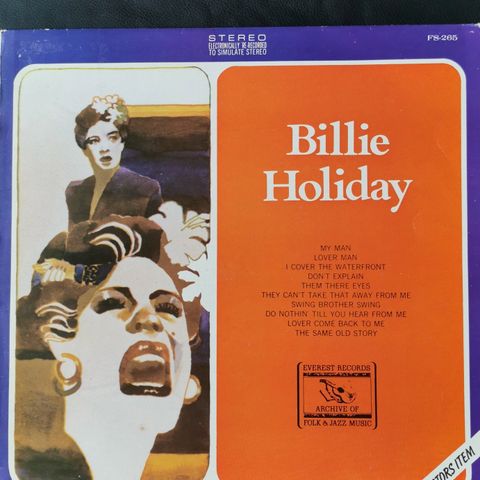 STEREO
ELECTRONICALLY RE-RECORDED
TO SIMULATE STEREO
FS-265
Billie
Holiday
MY MAN
LOVER MAN
I COVER THE WATERFRONT
DON'T EXPLAIN
THEM THERE EYES
THEY CAN'T TAKE THAT AWAY FROM ME
SWING BROTHER SWING
DO NOTHIN' TILL YOU HEAR FROM ME
LOVER COME BACK TO ME
THE SAME OLD STORY
EVEREST RECORDS
ARCHIVE OF
FOLK & JAZZ MUSIC
TORS ITEM